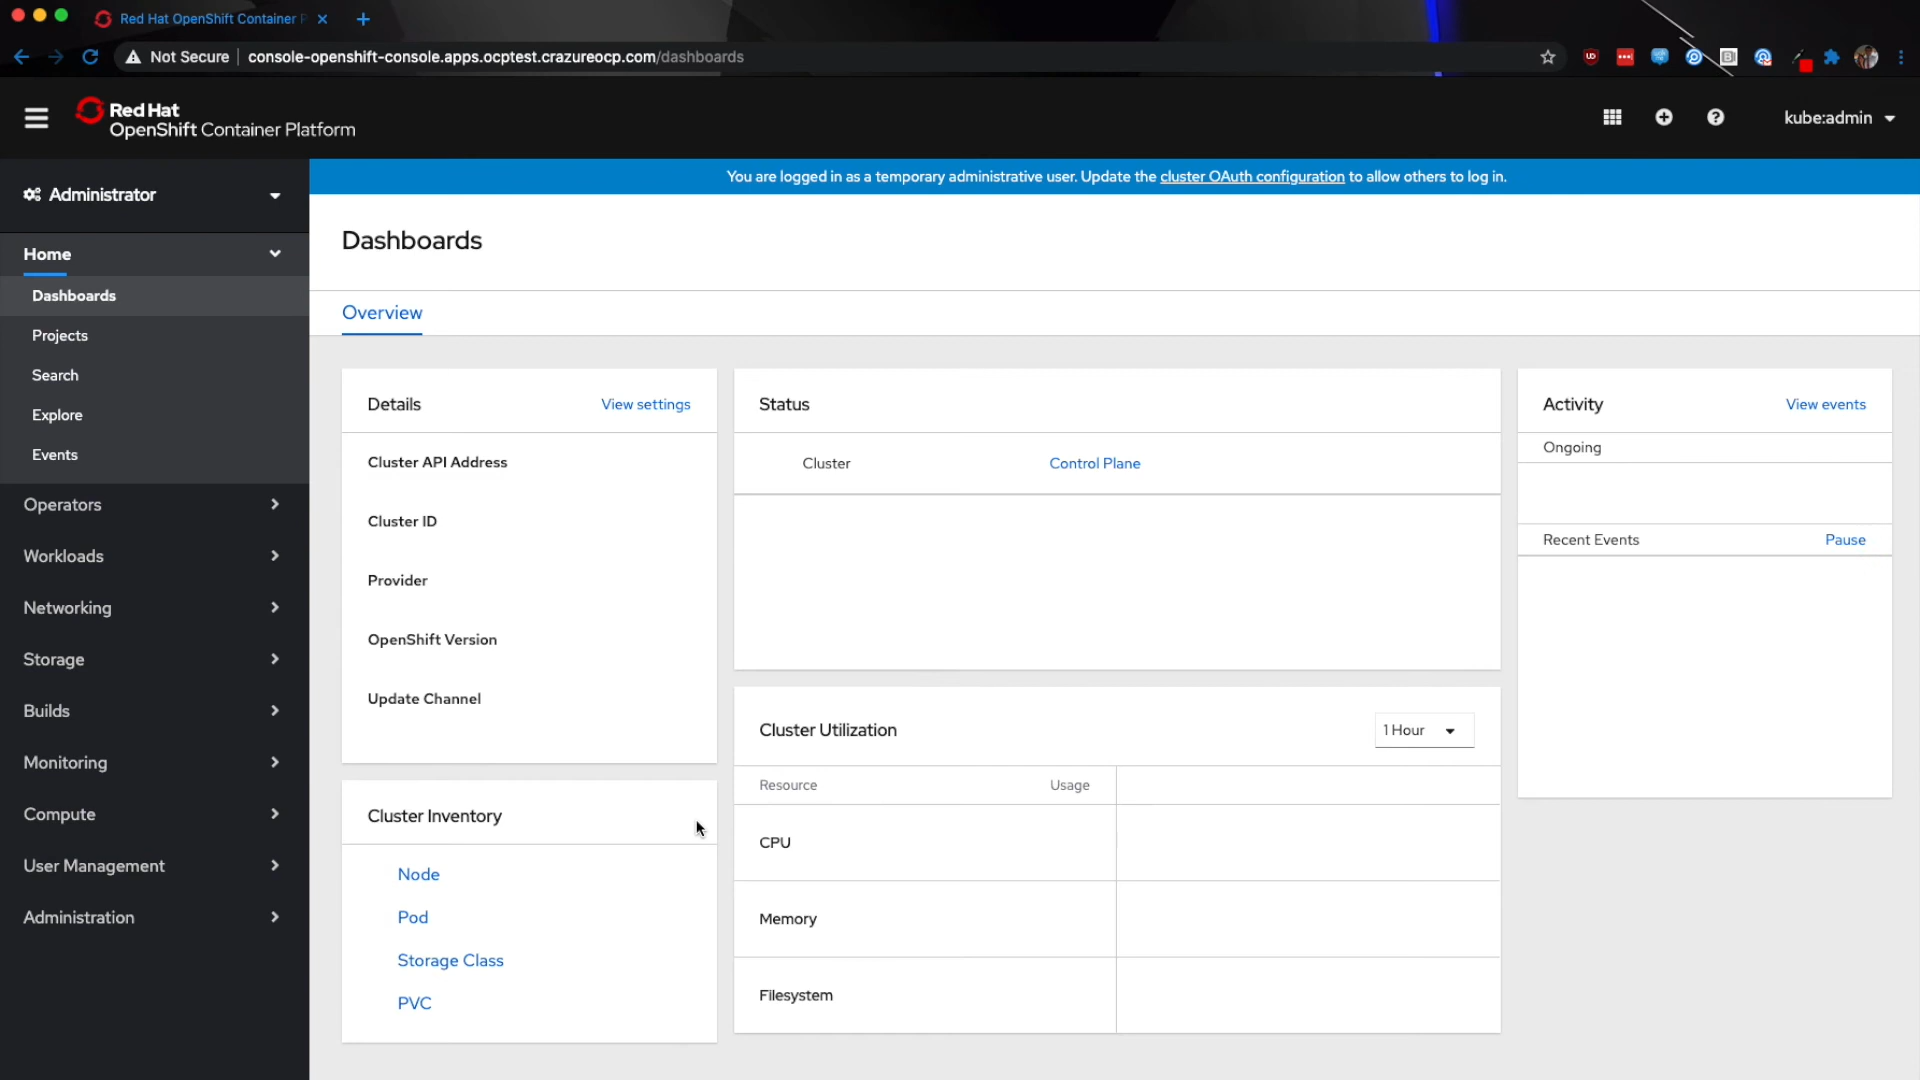 Red Hat OpenShift Container P
Not Secure
console-openshift-console.apps.ocptest.crazureocp.com/dashboards
Red Hat
OpenShift Container Platform
kube:admin
Administrator
You are logged in as a temporary administrative user. Update the cluster OAuth configuration to allow others to log in.
Home
Dashboards
Projects
Search
Explore
Events
Operators
Workloads
Networking
Storage
Builds
Monitoring
Compute
User Management
Administration
Dashboards
Overview
Details
View settings
Cluster API Address
Cluster ID
Provider
OpenShift Version
Update Channel
Cluster Inventory
Node
Pod
Storage Class
PVC
Status
Cluster
Control Plane
Cluster Utilization
1 Hour
Resource
Usage
CPU
Memory
Filesystem
Activity
View events
Ongoing
Recent Events
Pause